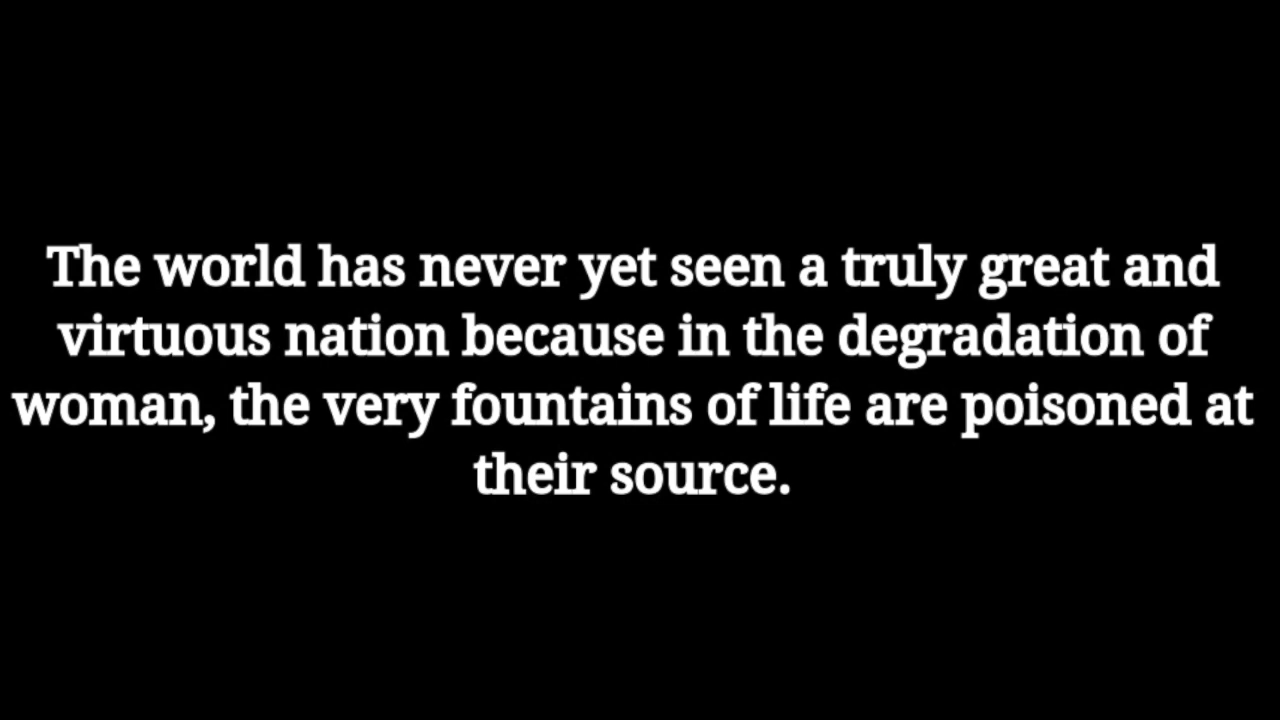 The world has never yet seen a truly great and
virtuous nation because in the degradation of
woman, the very fountains of life are poisoned at
their source.